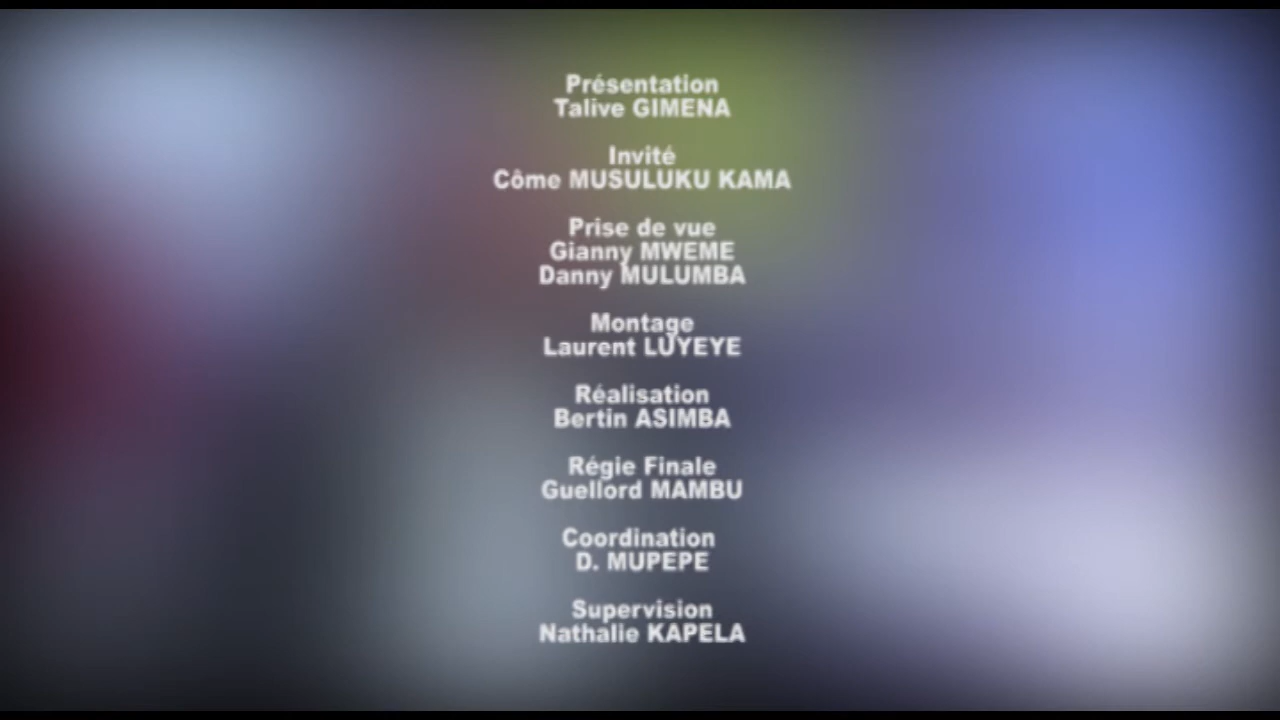 Présentation
Talive GIMENA
Invité
Côme MUSULUKU KAMA
Prise de vue
Gianny MWEME
Danny MULUMBA
Montage
Laurent LUYEYE
Réalisation
Bertin ASIMBA
Régie Finale
Guellord MAMBU
Coordination
D. MUPEPE
Supervision
Nathalie KAPELA